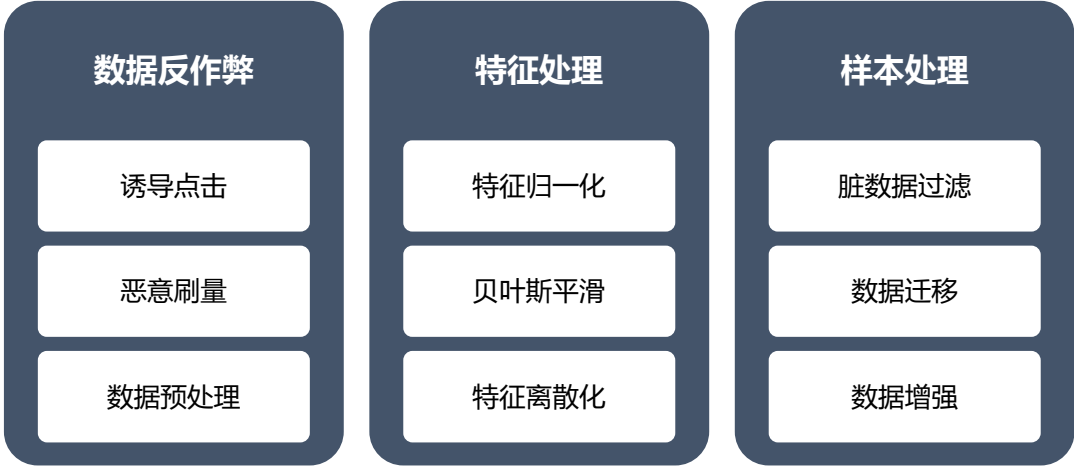 数据反作弊
诱导点击
恶意刷量
数据预处理
特征处理
特征归一化
贝叶斯平滑
特征离散化
样本处理
脏数据过滤
数据迁移
数据增强